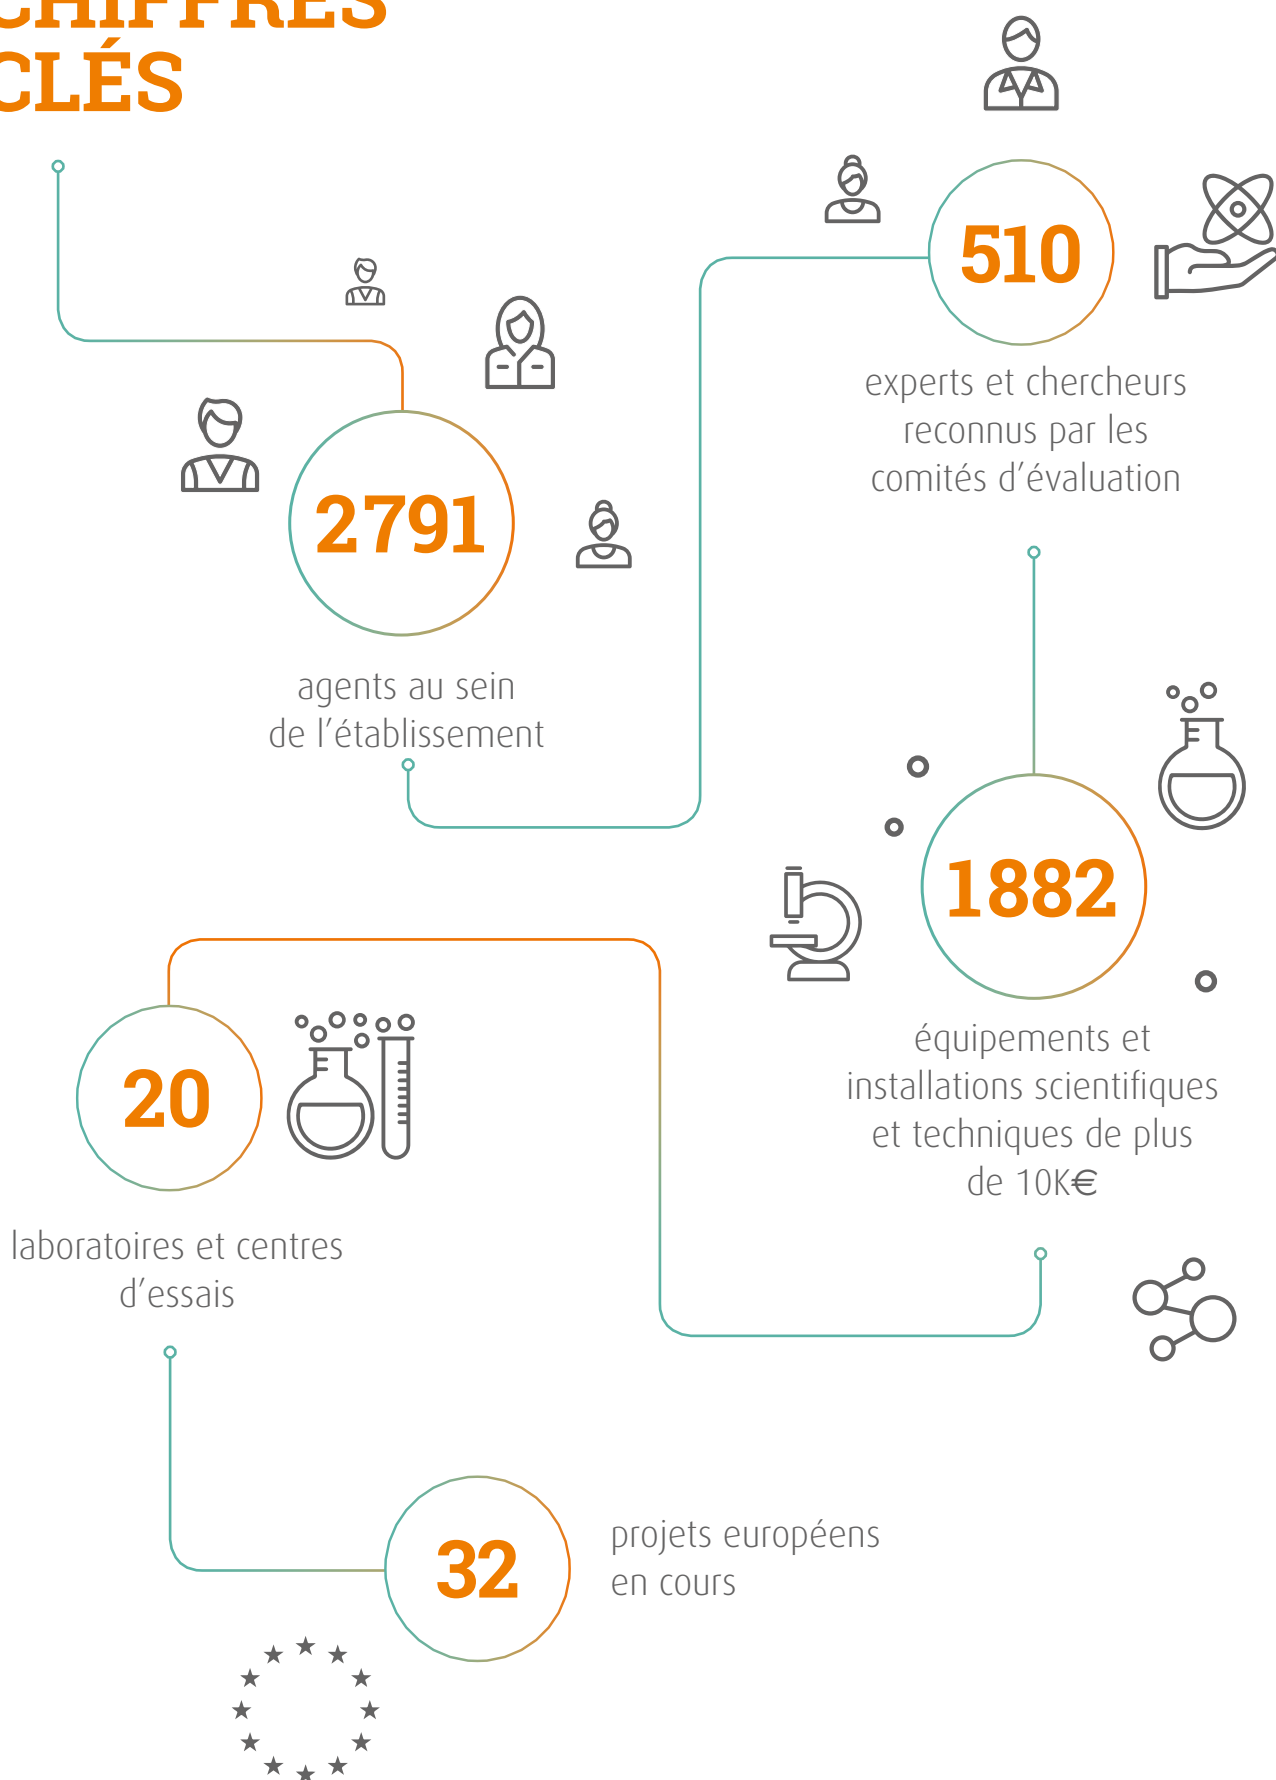 CHIFFRES
CLÉS
2791
agents au sein
de l'établissement
510
experts et chercheurs
reconnus par les
comités d'évaluation
1882
équipements et
installations scientifiques
et techniques de plus
de 10K€
20
laboratoires et centres
d'essais
32
projets européens
en cours